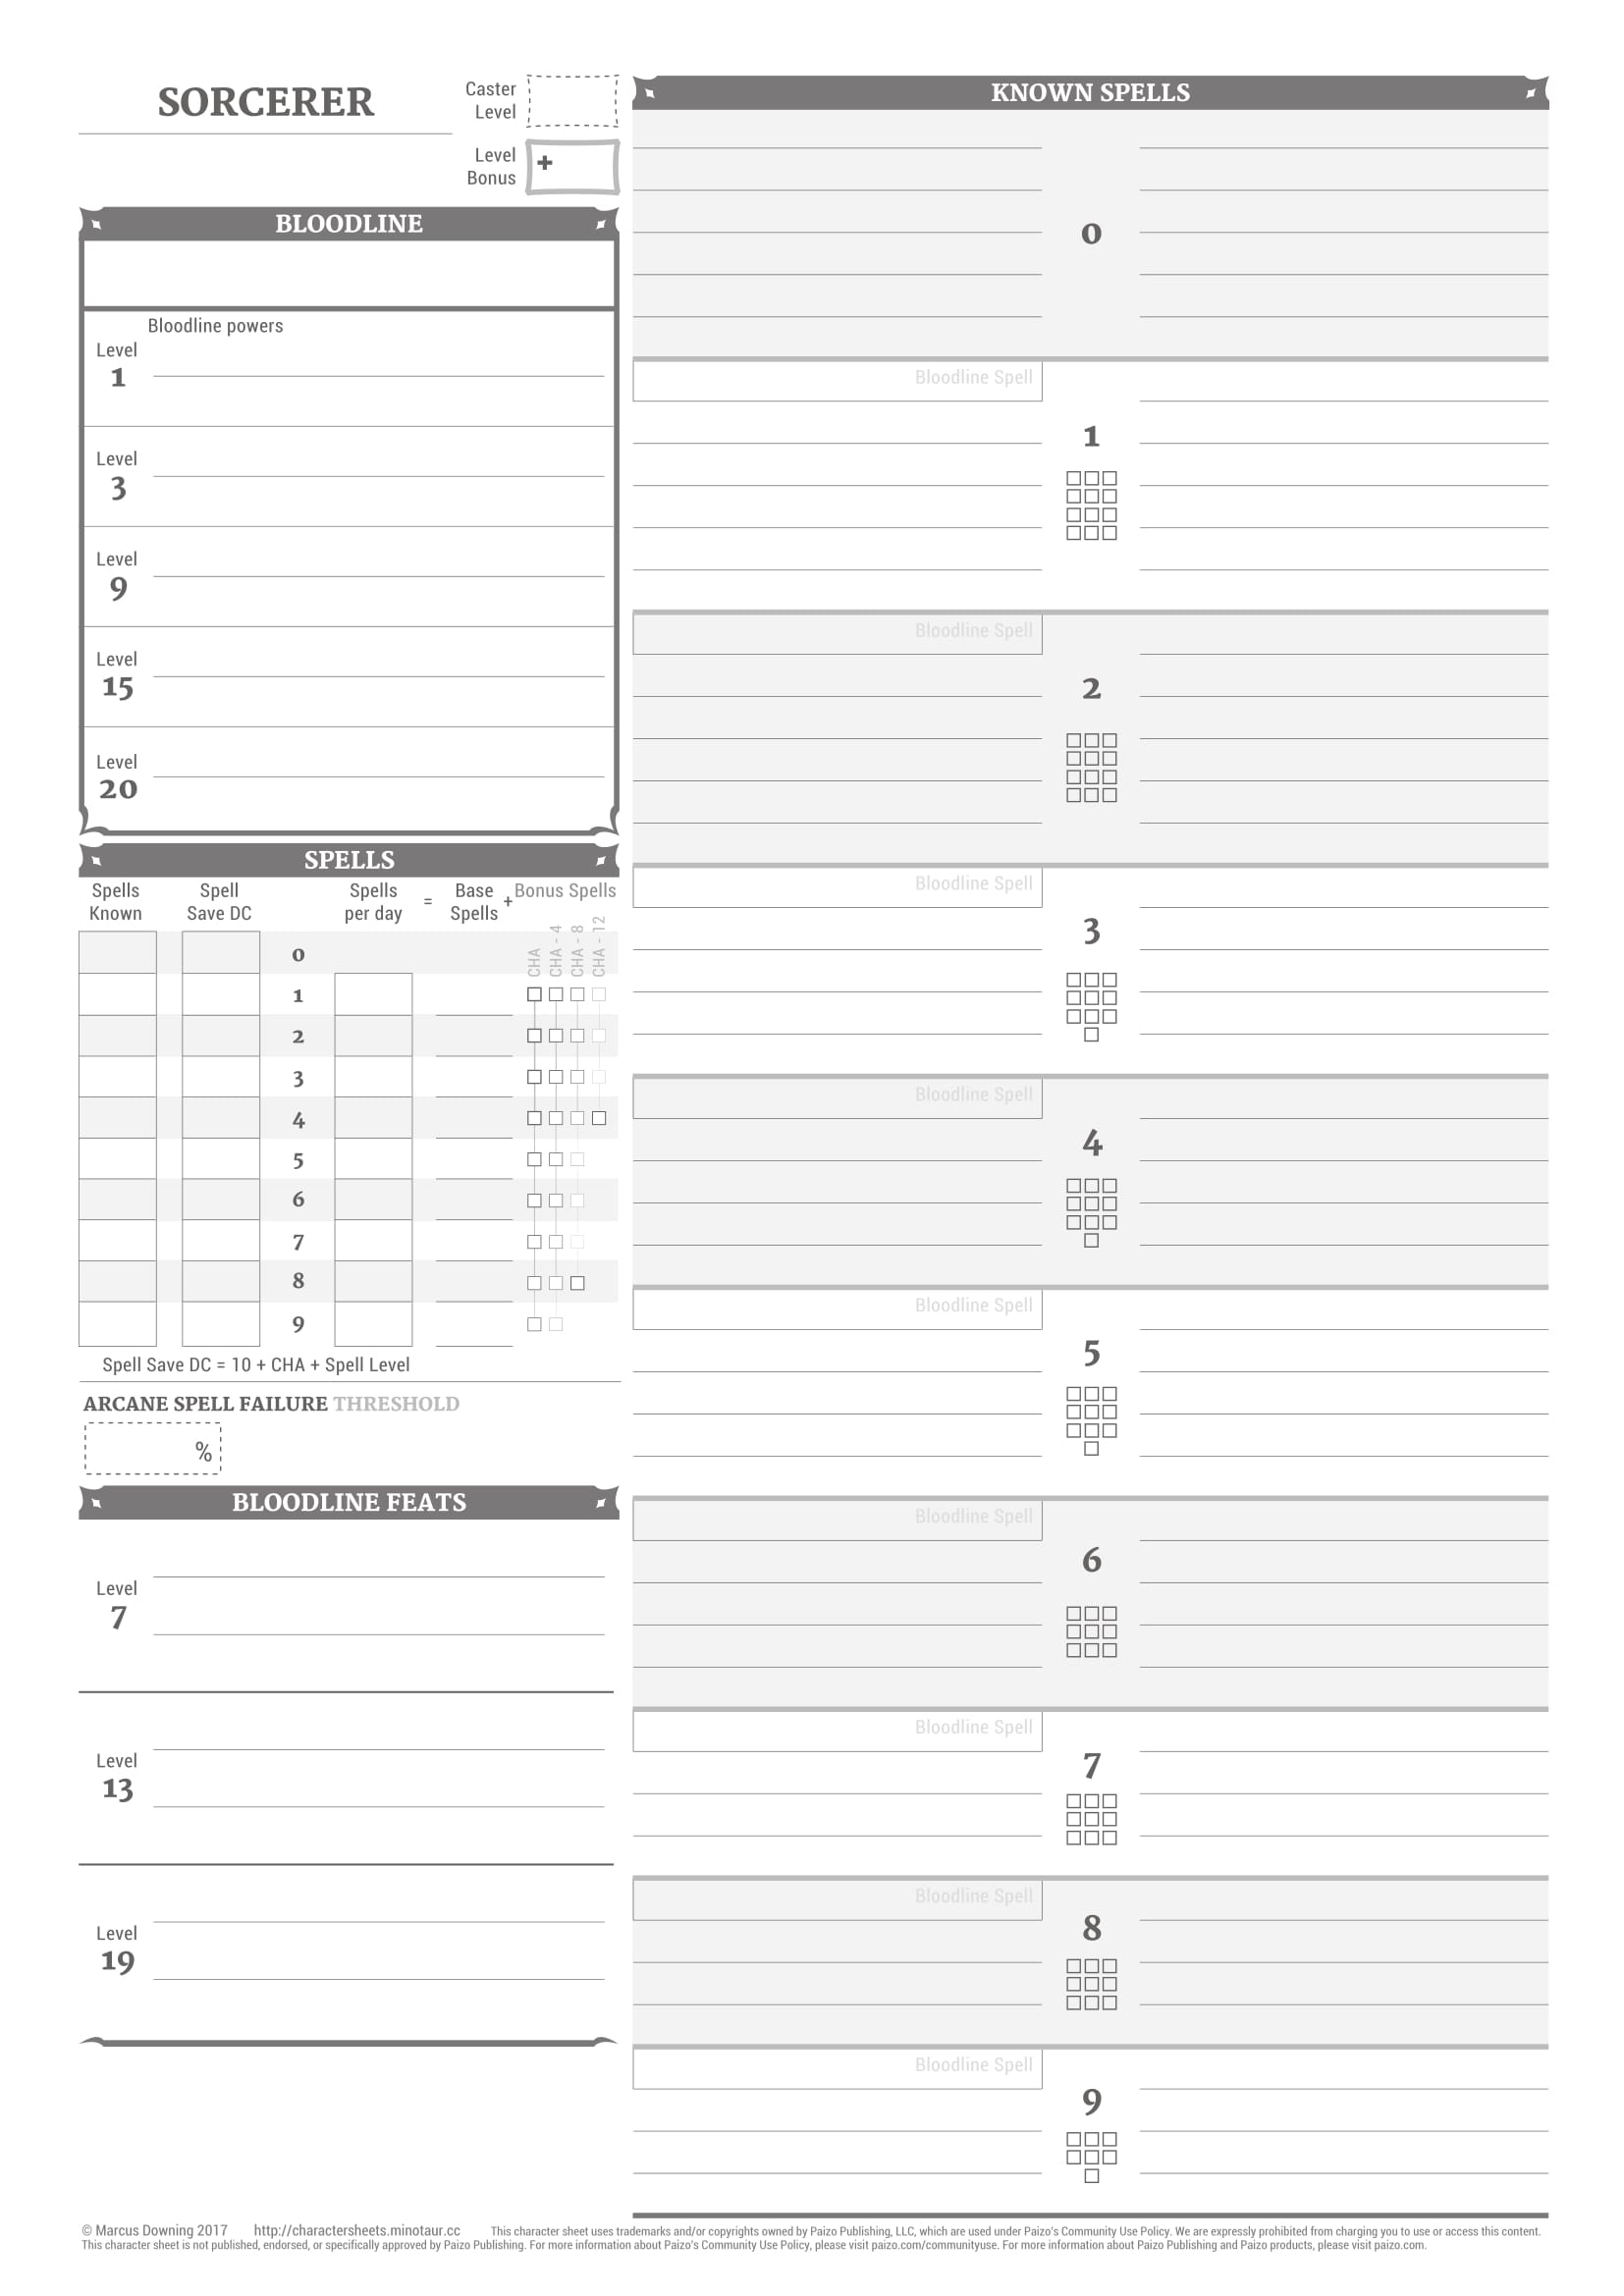 SORCERER
Caster
Level
Level
Bonus
+
BLOODLINE
Bloodline powers
Level
1
Level
3
Level
9
Level
15
Level
20
SPELLS
Spells
Known
Spell
Save DC
Spells
per day
=
Base
Spells
+
Bonus Spells
CHA
CHA - 4
CHA - 8
CHA - 12
0
1
2
3
4
5
6
7
8
9
Spell Save DC = 10 + CHA + Spell Level
ARCANE SPELL FAILURE THRESHOLD
%
BLOODLINE FEATS
Level
7
Level
13
Level
19
KNOWN SPELLS
0
Bloodline Spell
1
Bloodline Spell
2
Bloodline Spell
3
Bloodline Spell
4
Bloodline Spell
5
Bloodline Spell
6
Bloodline Spell
7
Bloodline Spell
8
Bloodline Spell
9
© Marcus Downing 2017 http://charactersheets.minotaur.cc This character sheet uses trademarks and/or copyrights owned by Paizo Publishing, LLC, which are used under Paizo's Community Use Policy. We are expressly prohibited from charging you to use or access this content.
This character sheet is not published, endorsed, or specifically approved by Paizo Publishing. For more information about Paizo's Community Use Policy, please visit paizo.com/communityuse. For more information about Paizo Publishing and Paizo products, please visit paizo.com.